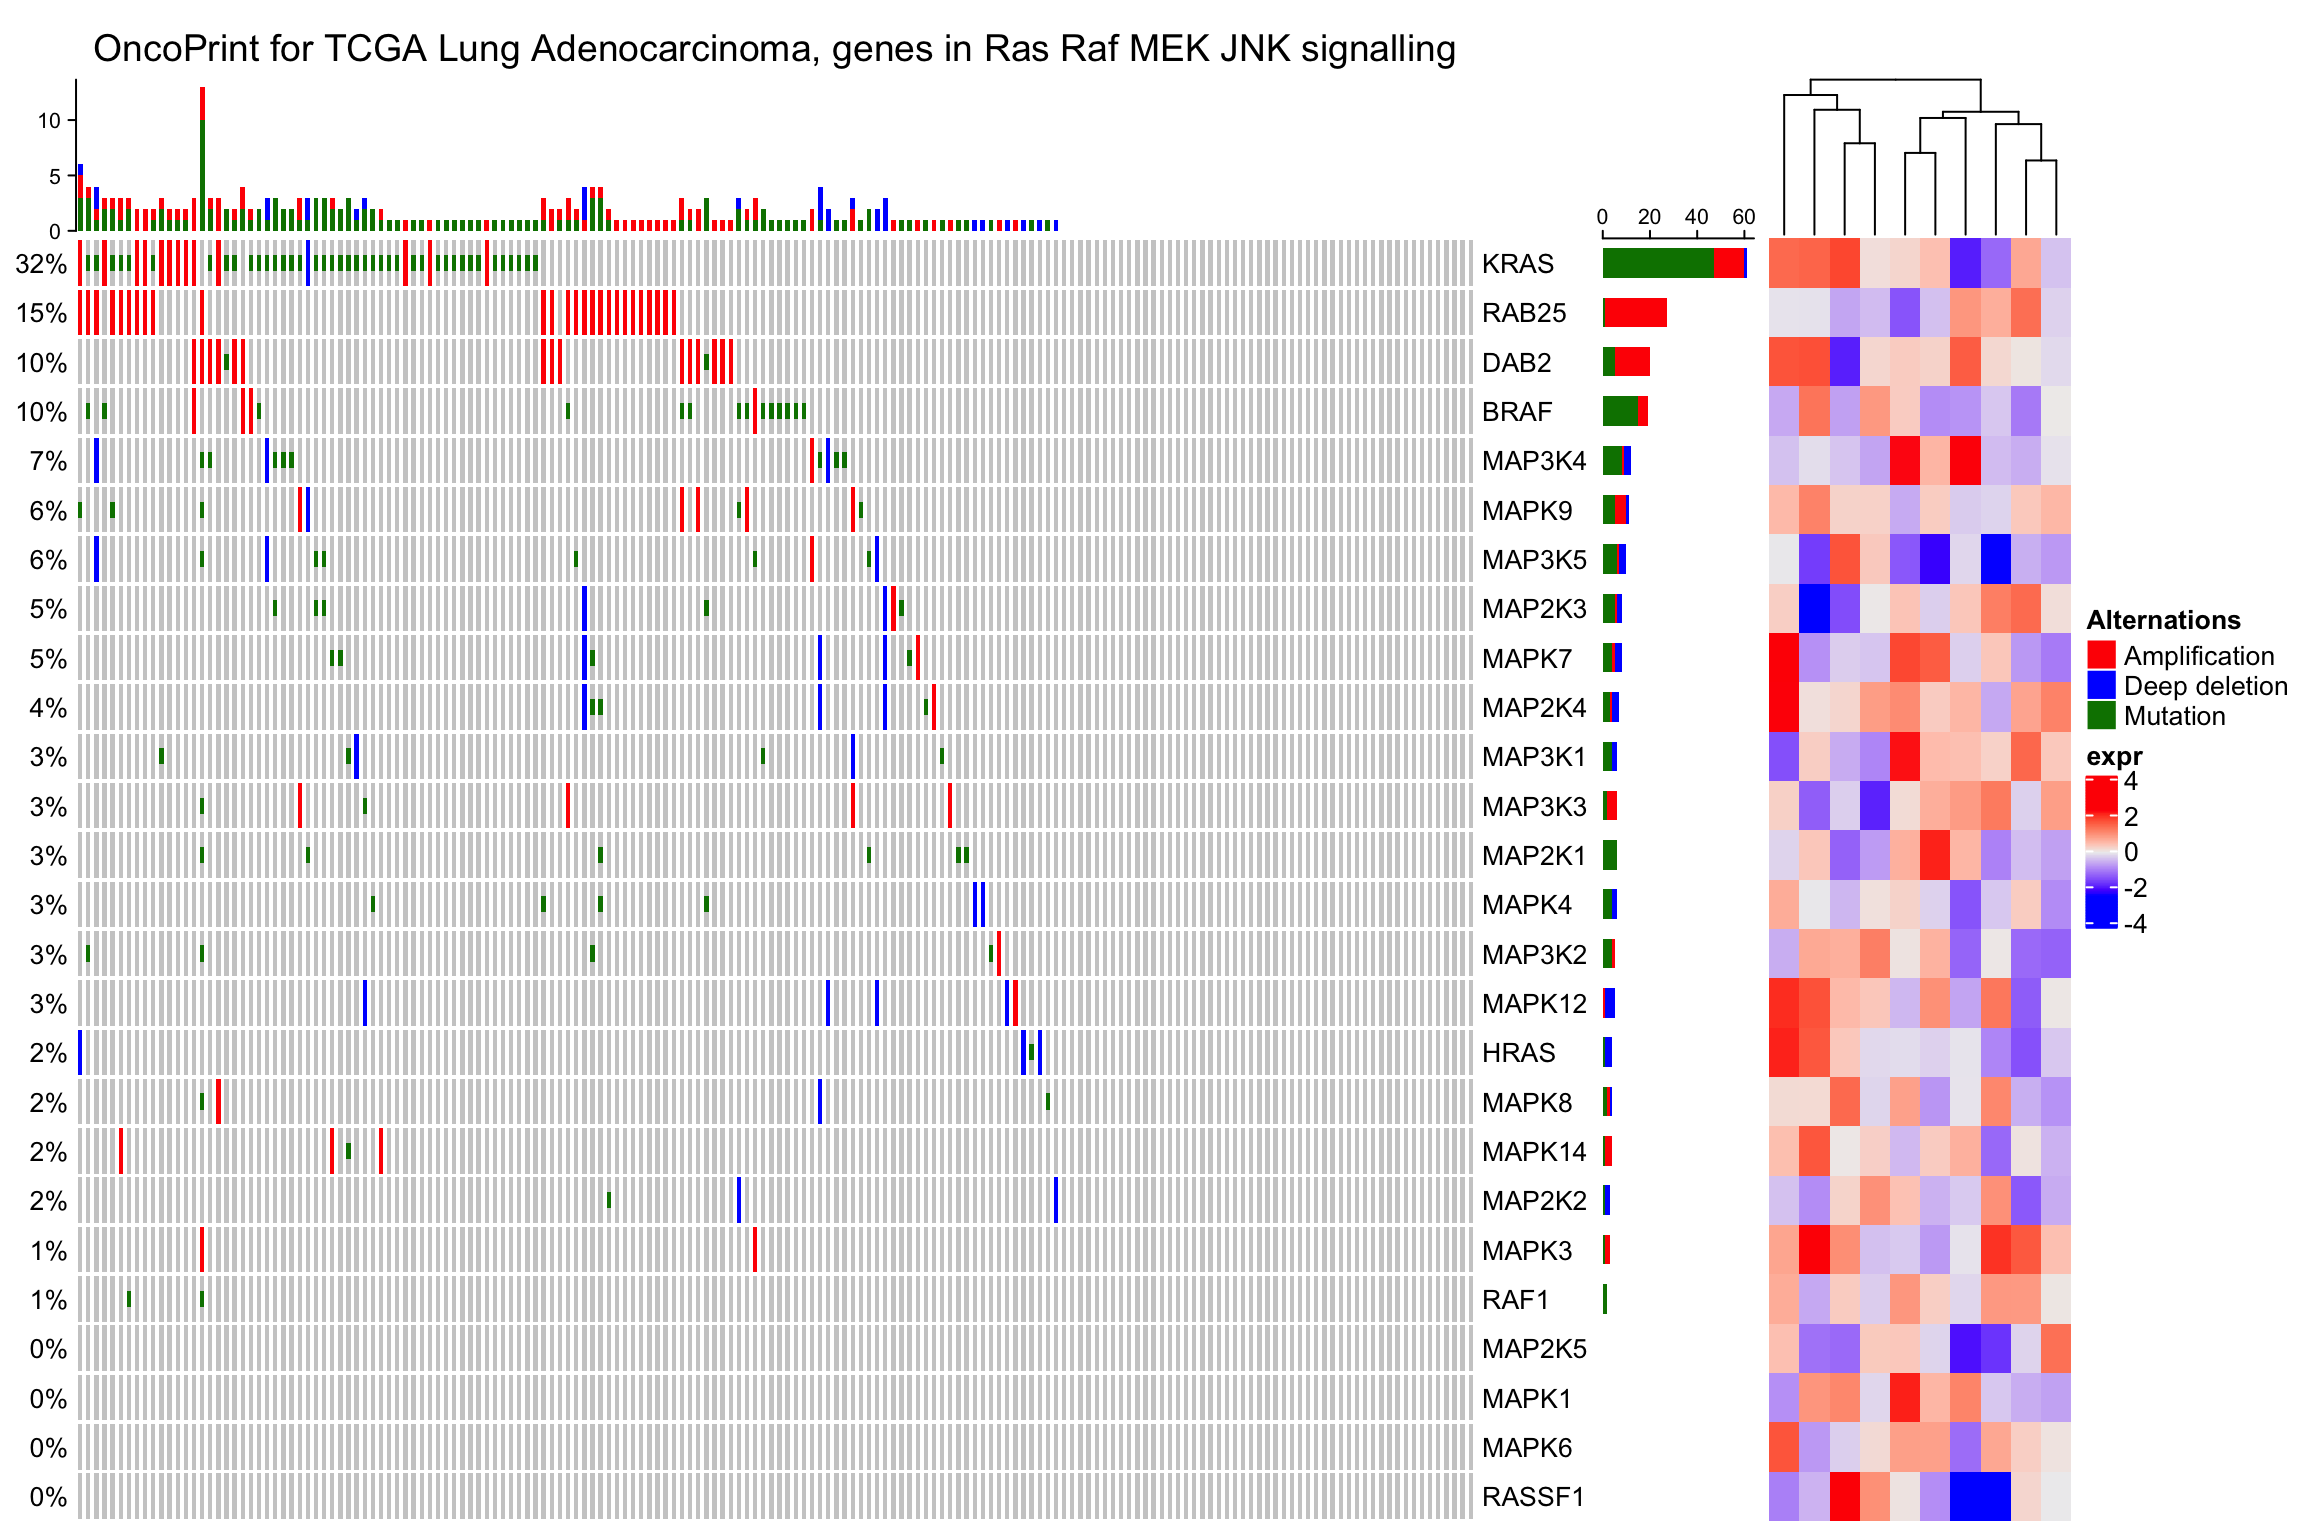 OncoPrint for TCGA Lung Adenocarcinoma, genes in Ras Raf MEK JNK signalling
10
5
0
0 20 40 60
32% KRAS
15% RAB25
10% DAB2
10% BRAF
7% MAP3K4
6% MAPK9
6% MAP3K5
5% MAP2K3
5% MAPK7
4% MAP2K4
3% MAP3K1
3% MAP3K3
3% MAP2K1
3% MAPK4
3% MAP3K2
3% MAPK12
2% HRAS
2% MAPK8
2% MAPK14
2% MAP2K2
1% MAPK3
1% RAF1
0% MAP2K5
0% MAPK1
0% MAPK6
0% RASSF1
Alternations
Amplification
Deep deletion
Mutation
expr
4
2
0
-2
-4